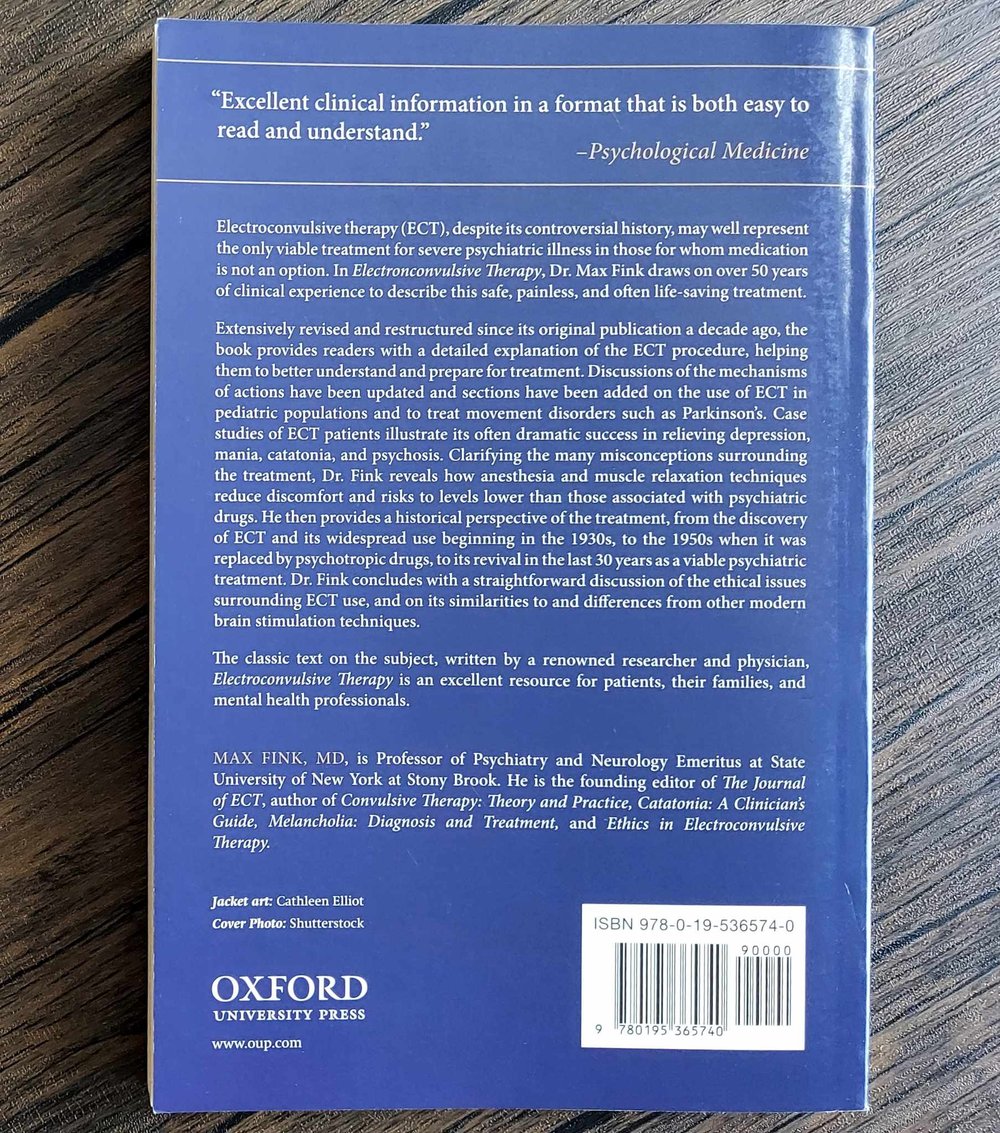 “Excellent clinical information in a format that is both easy to
read and understand.”
–Psychological Medicine
Electroconvulsive therapy (ECT), despite its controversial history, may well represent
the only viable treatment for severe psychiatric illness in those for whom medication
is not an option. In Electronconvulsive Therapy, Dr. Max Fink draws on over 50 years
of clinical experience to describe this safe, painless, and often life-saving treatment.
Extensively revised and restructured since its original publication a decade ago, the
book provides readers with a detailed explanation of the ECT procedure, helping
them to better understand and prepare for treatment. Discussions of the mechanisms
of actions have been updated and sections have been added on the use of ECT in
pediatric populations and to treat movement disorders such as Parkinson’s. Case
studies of ECT patients illustrate its often dramatic success in relieving depression,
mania, catatonia, and psychosis. Clarifying the many misconceptions surrounding
the treatment, Dr. Fink reveals how anesthesia and muscle relaxation techniques
reduce discomfort and risks to levels lower than those associated with psychiatric
drugs. He then provides a historical perspective of the treatment, from the discovery
of ECT and its widespread use beginning in the 1930s, to the 1950s when it was
replaced by psychotropic drugs, to its revival in the last 30 years as a viable psychiatric
treatment. Dr. Fink concludes with a straightforward discussion of the ethical issues
surrounding ECT use, and on its similarities to and differences from other modern
brain stimulation techniques.
The classic text on the subject, written by a renowned researcher and physician,
Electroconvulsive Therapy is an excellent resource for patients, their families, and
mental health professionals.
MAX FINK, MD, is Professor of Psychiatry and Neurology Emeritus at State
University of New York at Stony Brook. He is the founding editor of The Journal
of ECT, author of Convulsive Therapy: Theory and Practice, Catatonia: A Clinician’s
Guide, Melancholia: Diagnosis and Treatment, and Ethics in Electroconvulsive
Therapy.
Jacket art: Cathleen Elliot
Cover Photo: Shutterstock
OXFORD
UNIVERSITY PRESS
www.oup.com
ISBN 978-0-19-536574-0
90000
9 780195 365740